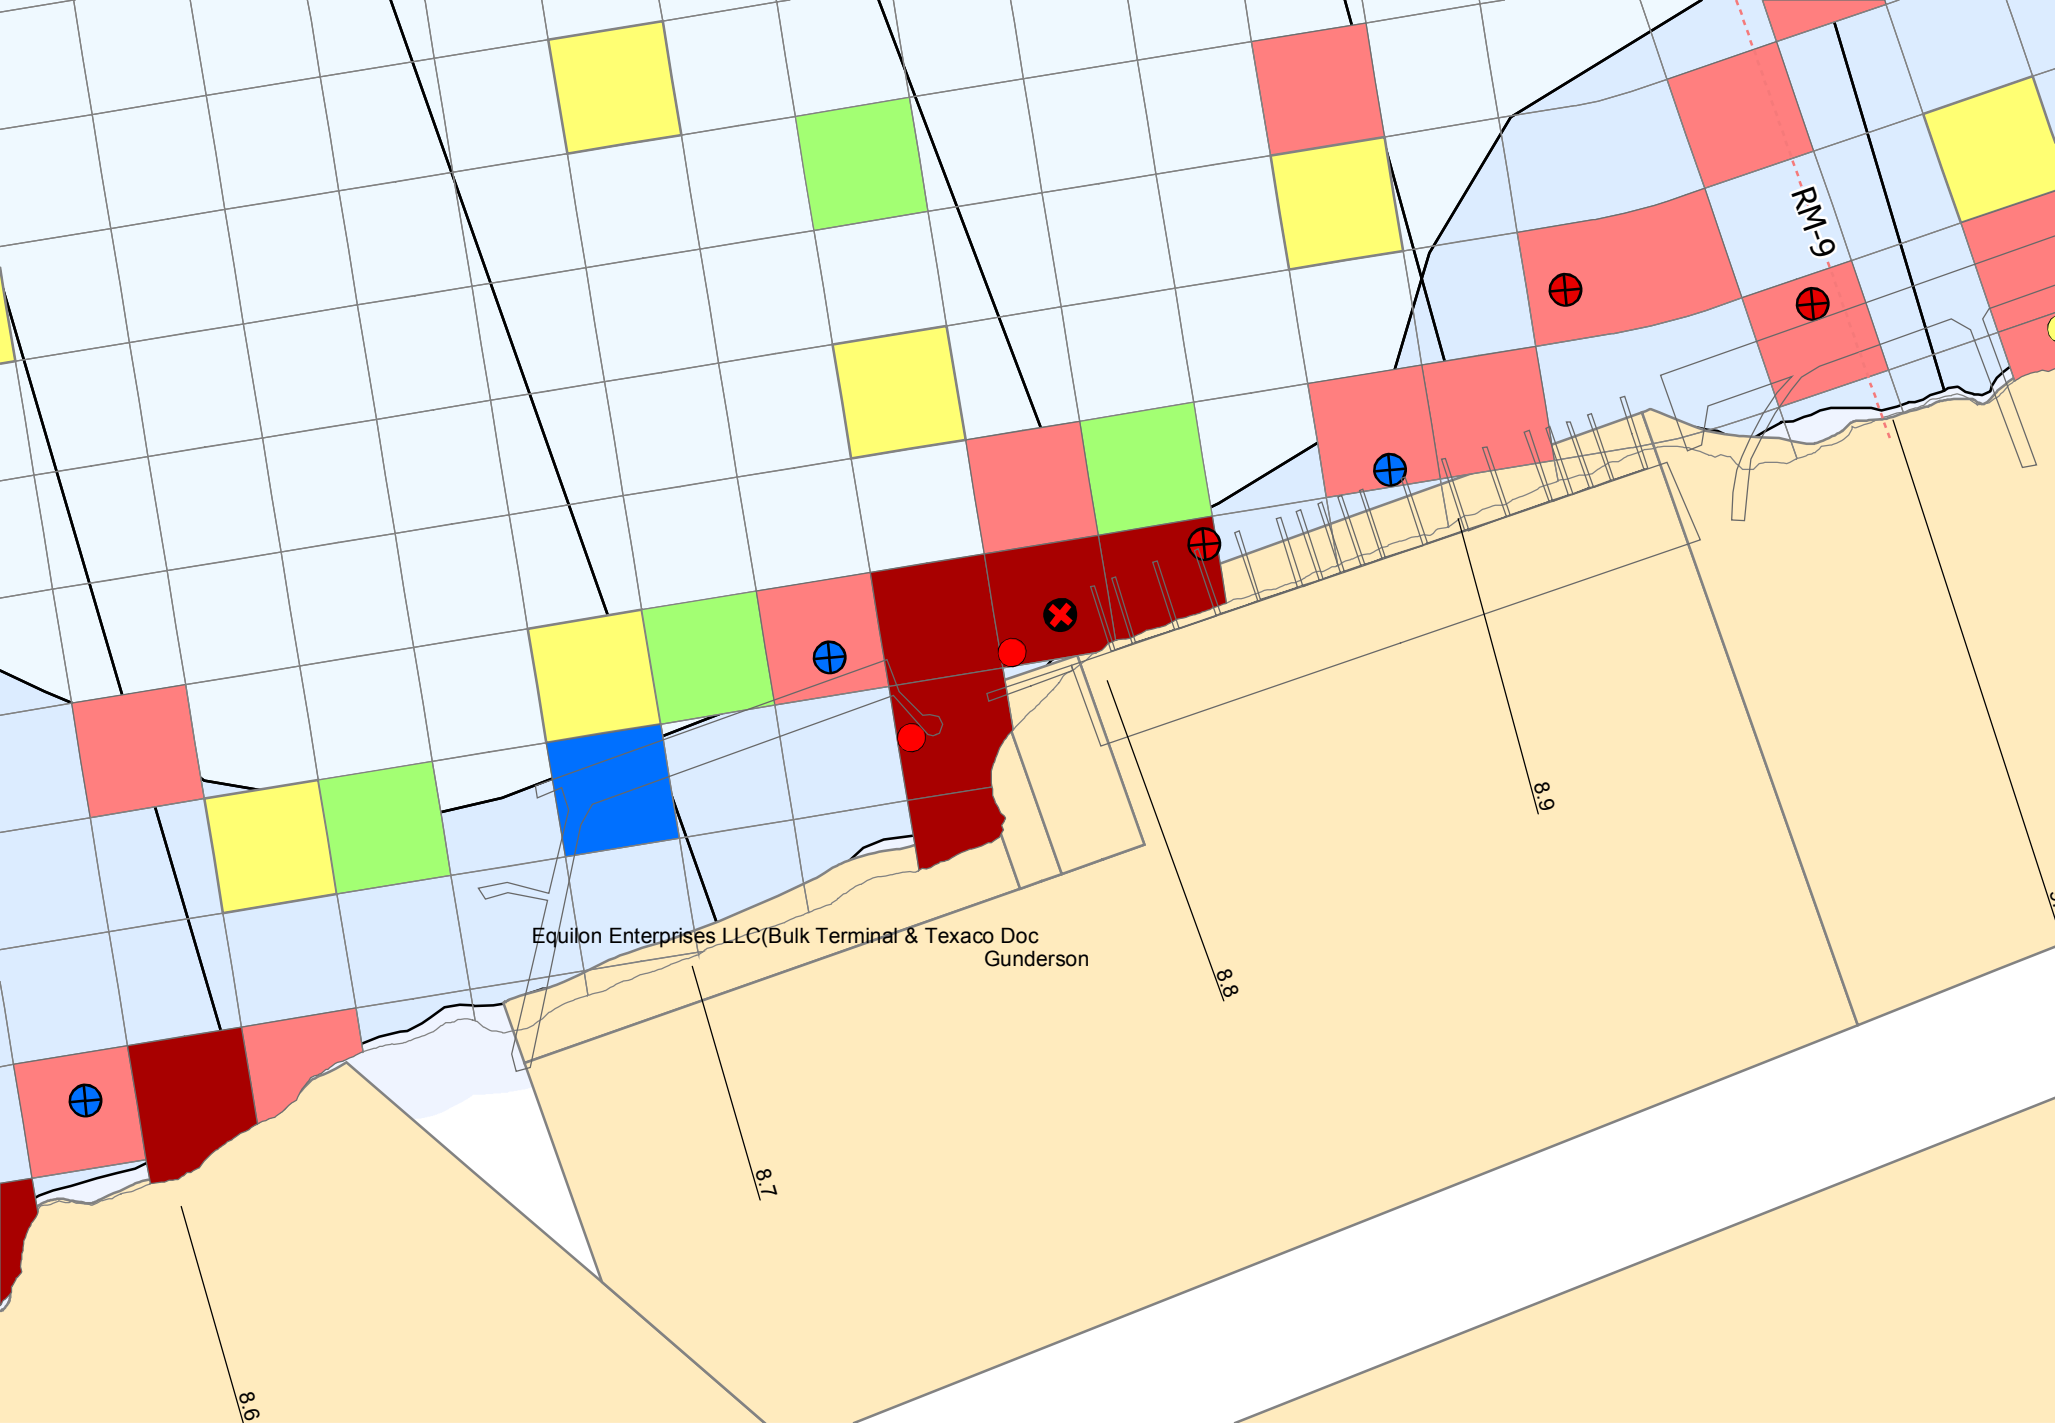 RM-9
8.9
Equilon Enterprises LLC(Bulk Terminal & Texaco Doc
Gunderson
8.8
8.7
8.6